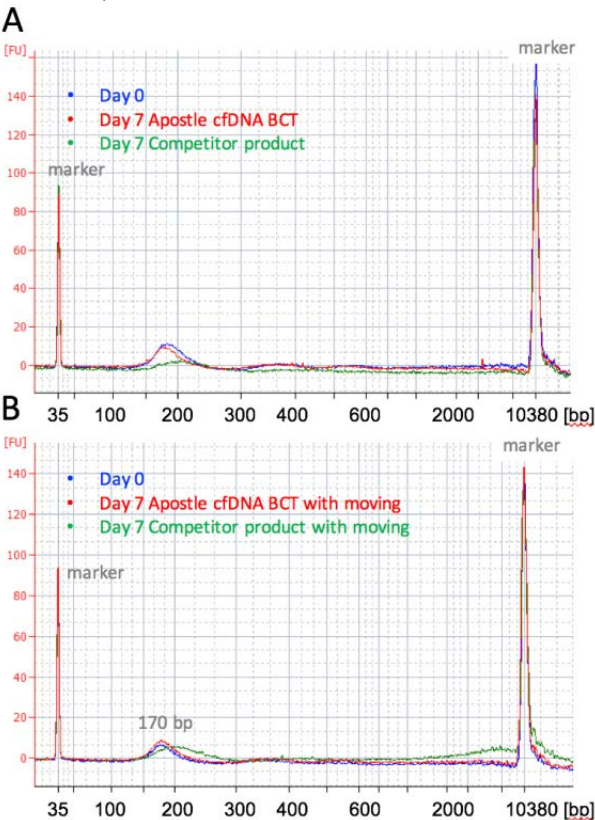 A
[FU]
marker
Day 0
Day 7 Apostle cfDNA BCT
Day 7 Competitor product
marker
140
120
100
80
60
40
20
0
35 100 200 300 400 600 2000 10380 [bp]
B
[FU]
marker
Day 0
Day 7 Apostle cfDNA BCT with moving
Day 7 Competitor product with moving
marker
170 bp
140
120
100
80
60
40
20
0
35 100 200 300 400 600 2000 10380 [bp]